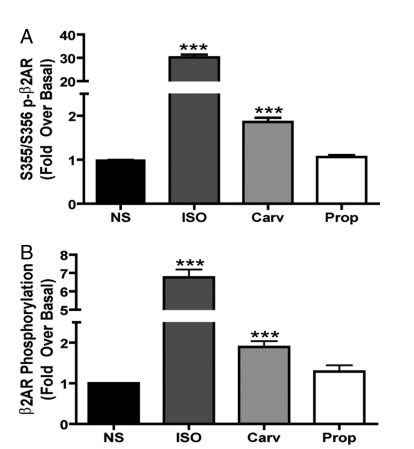 A
S355/S356 p-β2AR
(Fold Over Basal)
40
30
20
2
1
0
***
***
NS ISO Carv Prop
B
β2AR Phosphorylation
(Fold Over Basal)
8
7
6
5
2
1
0
***
***
NS ISO Carv Prop